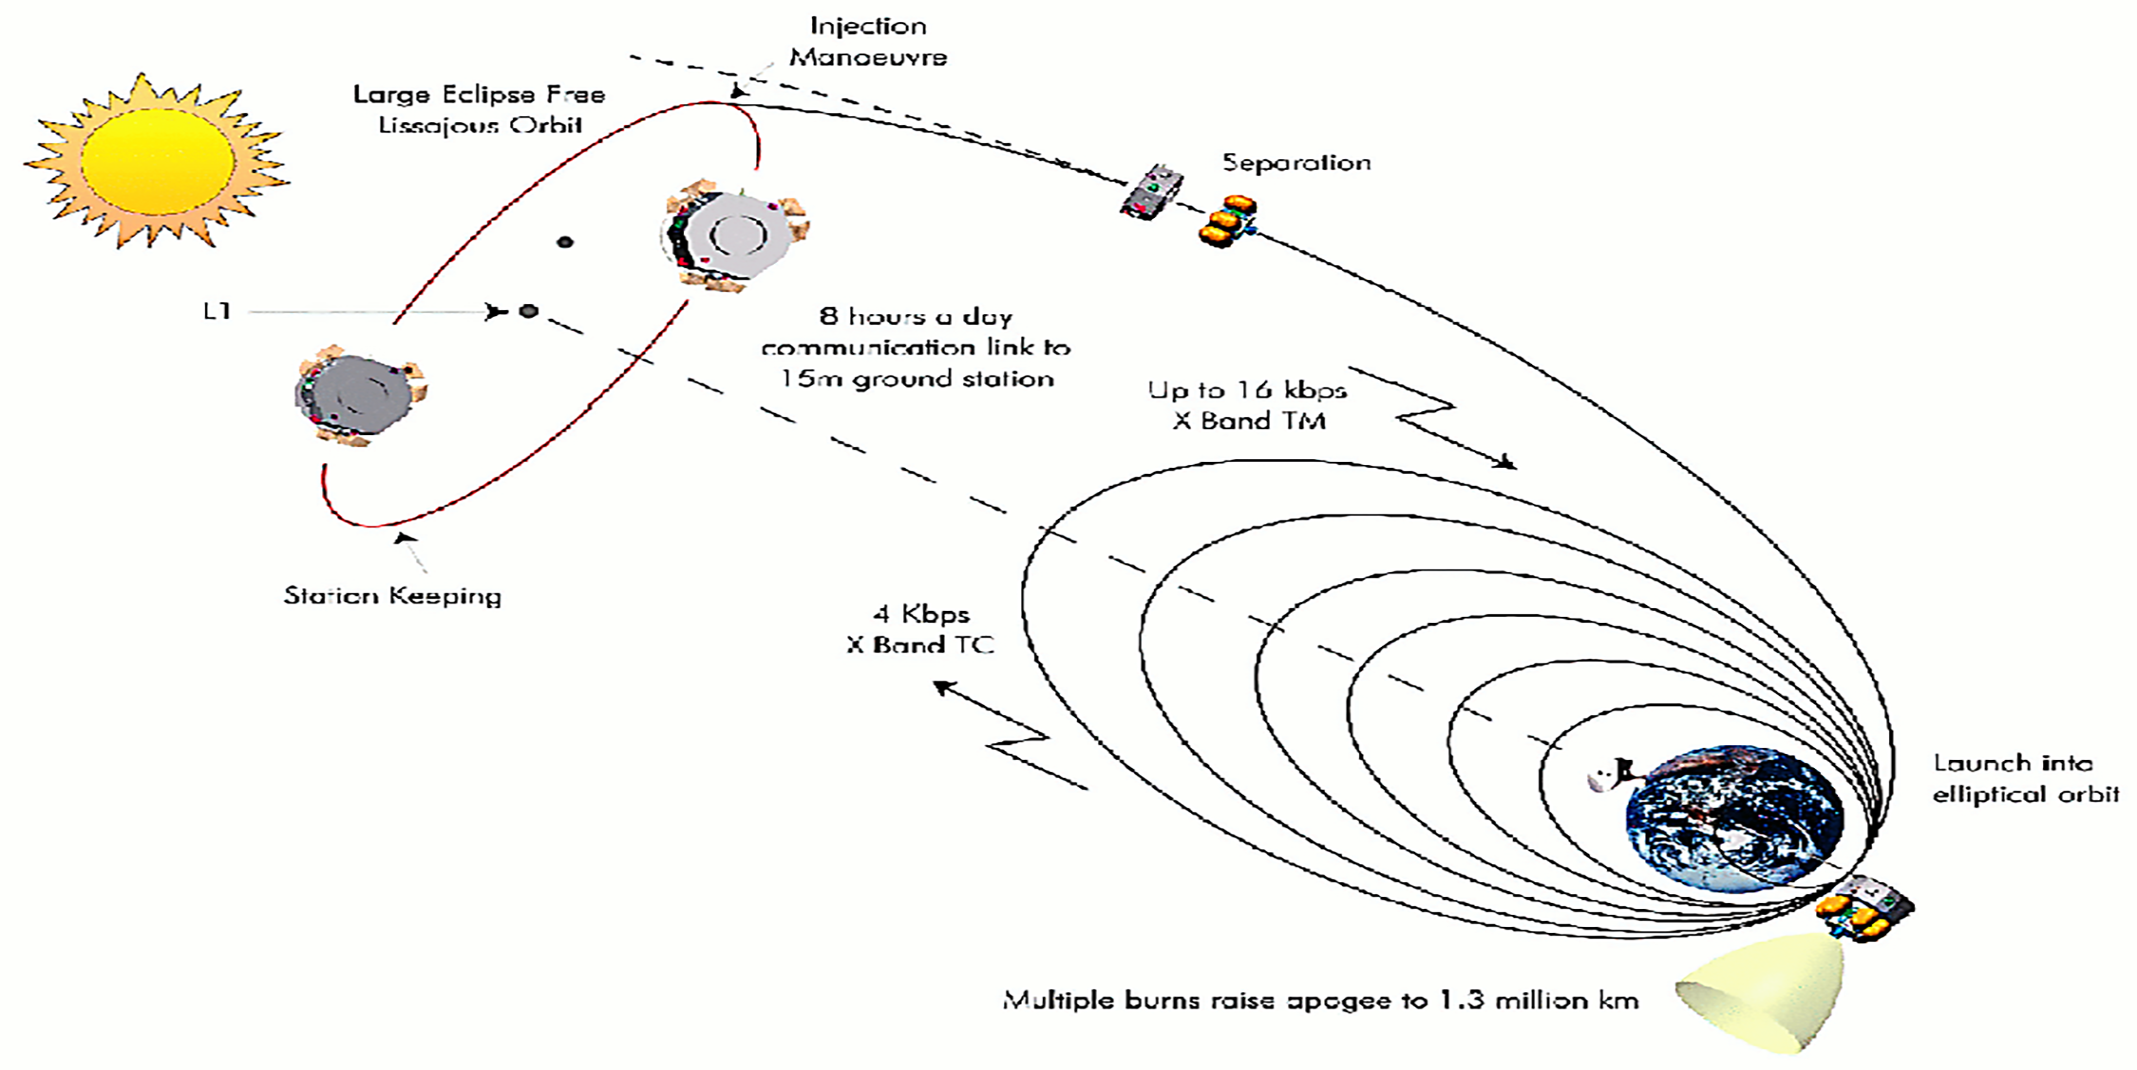 Injection
Manoeuvre
Large Eclipse Free
Lissajous Orbit
Separation
L1
8 hours a day
communication link to
15m ground station
Up to 16 kbps
X Band TM
Station Keeping
4 Kbps
X Band TC
Launch into
elliptical orbit
Multiple burns raise apogee to 1.3 million km